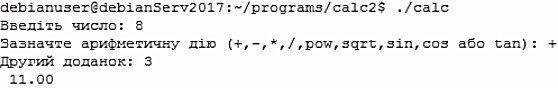 debianuser@debianServ2017:~/programs/calc2$ ./calc
Введіть число: 8
Зазначте арифметичну дію (+,-,*,/,pow,sqrt,sin,cos або tan): +
Другий доданок: 3
11.00